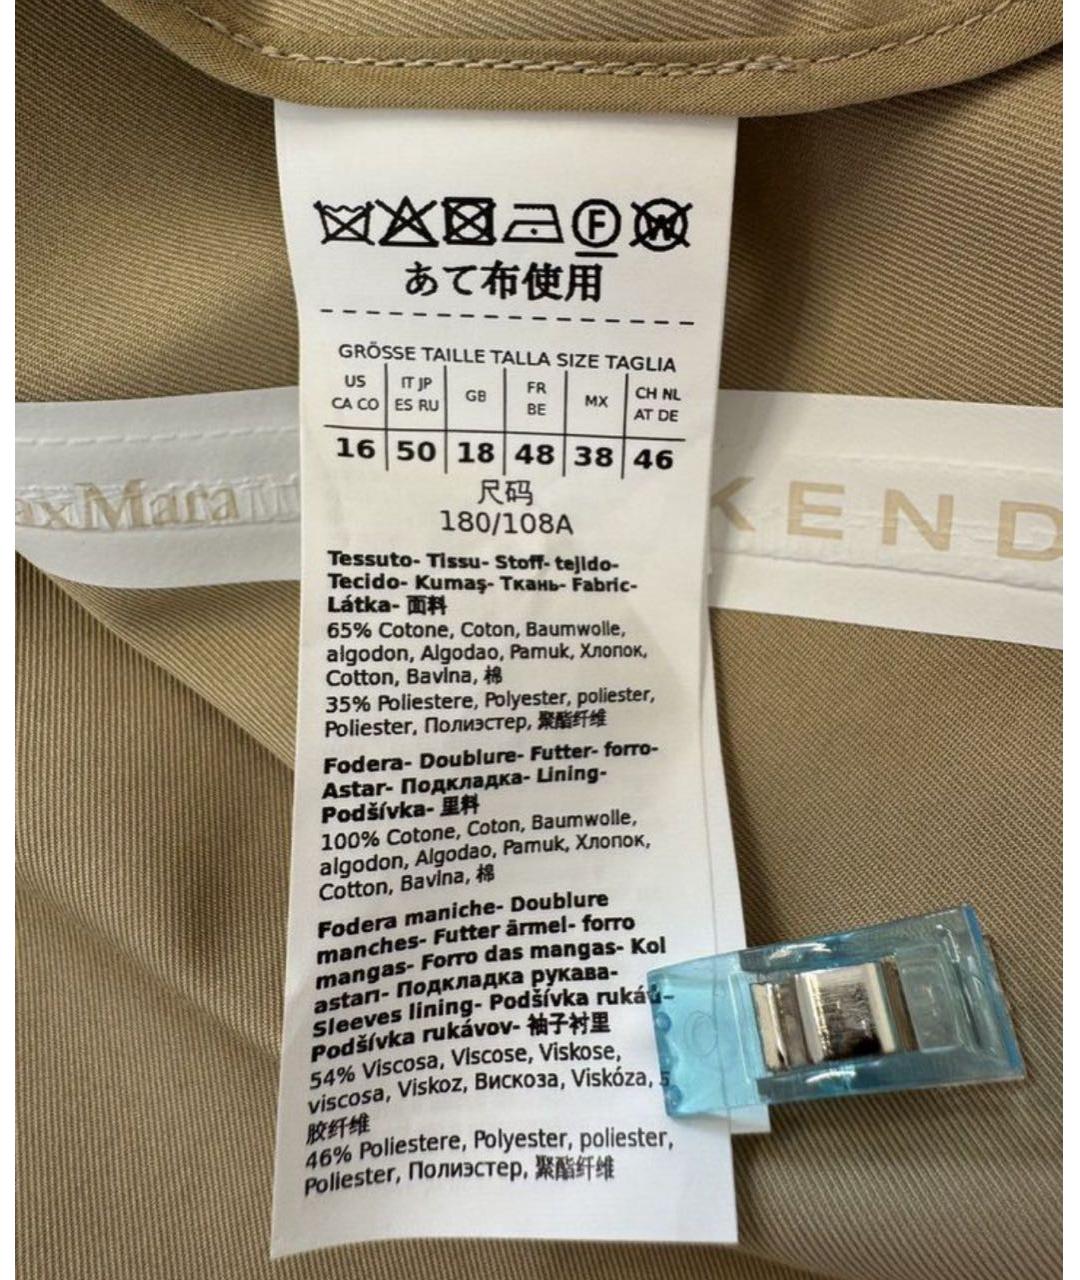 F W
あて布使用
GRÖSSE TAILLE TALLA SIZE TAGLIA
US CA CO IT JP ES RU GB FR BE MX CH NL AT DE
16 50 18 48 38 46
尺码
180/108A
axMara
KEND
Tessuto- Tissu- Stoff- tejido-
Tecido- Kumaş- Ткань- Fabric-
Látka- 面料
65% Cotone, Coton, Baumwolle,
algodon, Algodao, Pamuk, Хлопок,
Cotton, Bavlna, 棉
35% Poliestere, Polyester, poliester,
Poliester, Полиэстер, 聚酯纤维
Fodera- Doublure- Futter- forro-
Astar- Подкладка- Lining-
Podšívka- 里料
100% Cotone, Coton, Baumwolle,
algodon, Algodao, Pamuk, Хлопок,
Cotton, Bavlna, 棉
Fodera maniche- Doublure
manches- Futter ärmel- forro
mangas- Forro das mangas- Kol
astarı- Подкладка рукава-
Sleeves lining- Podšívka rukáů-
Podšívka rukávov- 袖子衬里
54% Viscosa, Viscose, Viskose,
viscosa, Viskoz, Вискоза, Viskóza,
胶纤维
46% Poliestere, Polyester, poliester,
Poliester, Полиэстер, 聚酯纤维